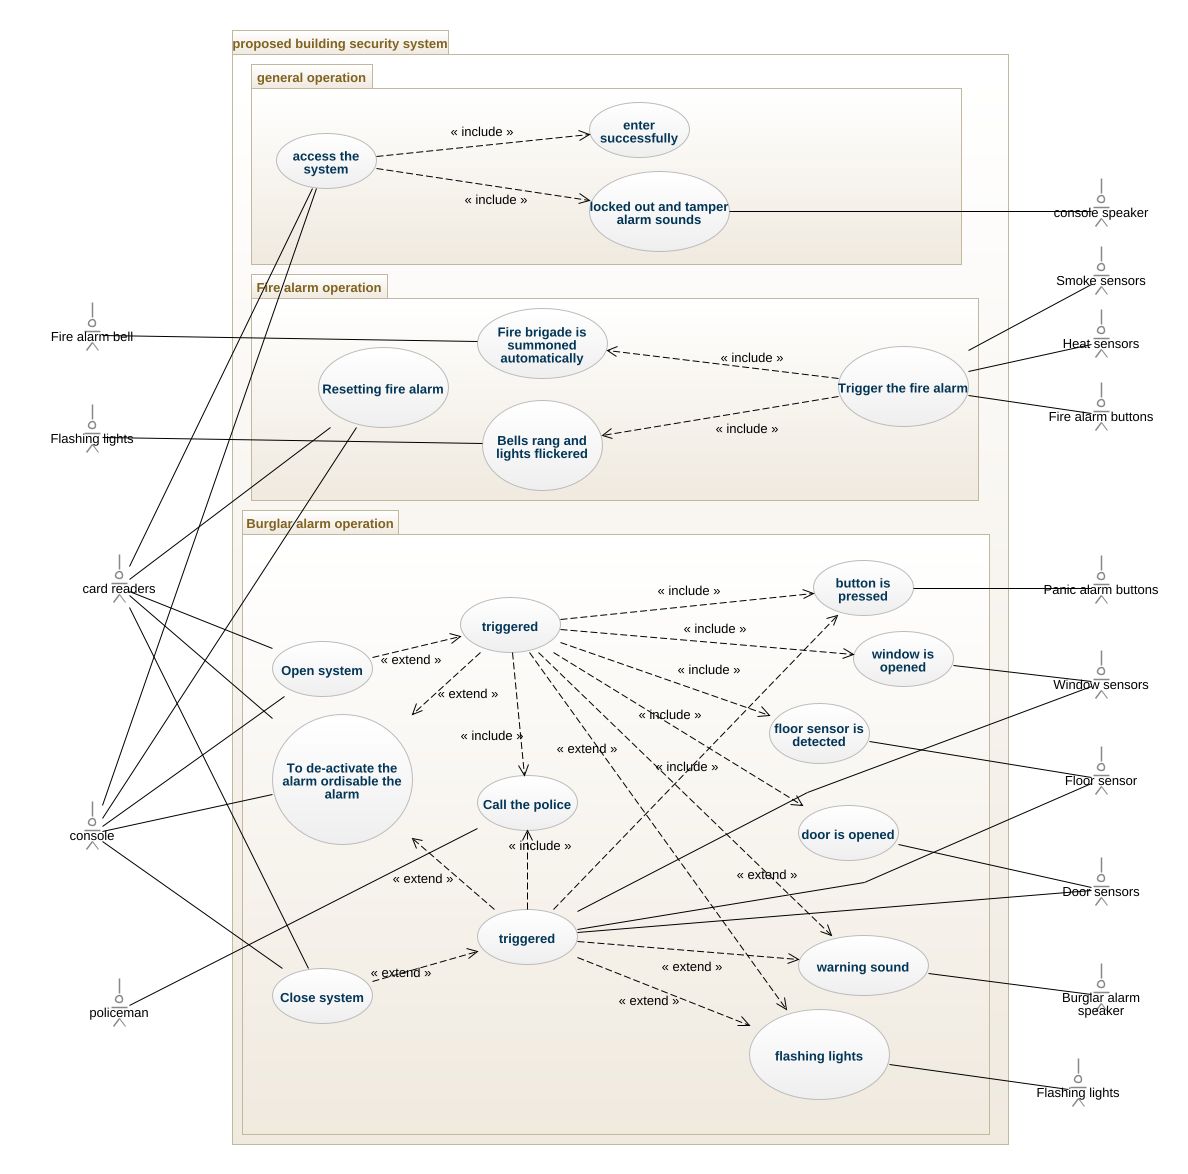 proposed building security system
general operation
access the
system
« include »
enter
successfully
« include »
locked out and tamper
alarm sounds
console speaker
Smoke sensors
Fire alarm operation
Fire alarm bell
Fire brigade is
summoned
automatically
Resetting fire alarm
« include »
Trigger the fire alarm
Heat sensors
Fire alarm buttons
Flashing lights
Bells rang and
lights flickered
« include »
Burglar alarm operation
card readers
triggered
« include »
button is
pressed
Panic alarm buttons
« include »
window is
opened
Window sensors
Open system
« extend »
« include »
« extend »
« include »
floor sensor is
detected
« include »
« extend »
« include »
Floor sensor
To de-activate the
alarm ordisable the
alarm
Call the police
console
« include »
door is opened
« extend »
« extend »
Door sensors
triggered
warning sound
« extend »
« extend »
« extend »
Close system
Burglar alarm
speaker
policeman
flashing lights
Flashing lights